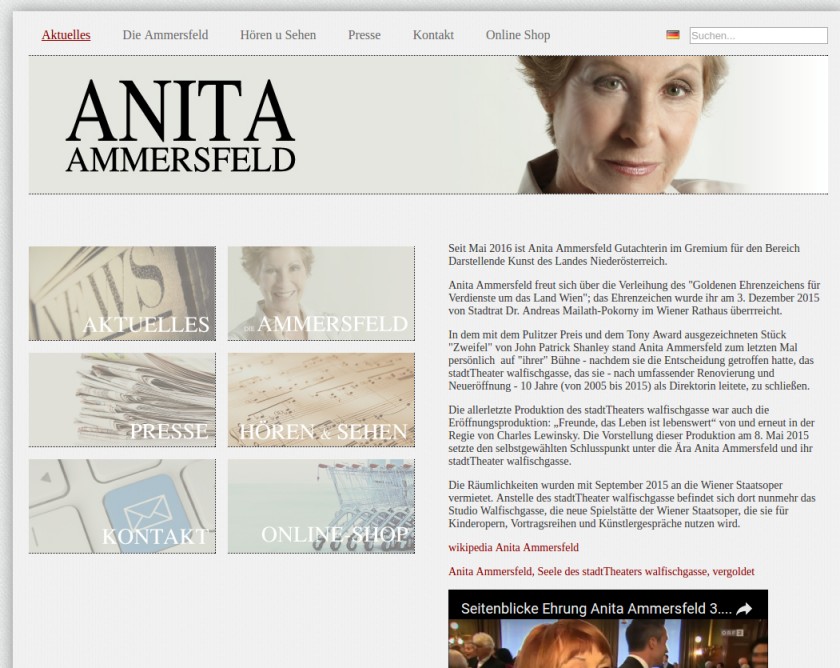 Aktuelles Die Ammersfeld Hören u Sehen Presse Kontakt Online Shop Suchen...
ANITA
AMMERSFELD
NEWS
AKTUELLES
DIE AMMERSFELD
PRESSE
HÖREN & SEHEN
KONTAKT
ONLINE-SHOP
Seit Mai 2016 ist Anita Ammersfeld Gutachterin im Gremium für den Bereich
Darstellende Kunst des Landes Niederösterreich.
Anita Ammersfeld freut sich über die Verleihung des "Goldenen Ehrenzeichens für
Verdienste um das Land Wien"; das Ehrenzeichen wurde ihr am 3. Dezember 2015
von Stadtrat Dr. Andreas Mailath-Pokorny im Wiener Rathaus überrreicht.
In dem mit dem Pulitzer Preis und dem Tony Award ausgezeichneten Stück
"Zweifel" von John Patrick Shanley stand Anita Ammersfeld zum letzten Mal
persönlich auf "ihrer" Bühne - nachdem sie die Entscheidung getroffen hatte, das
stadtTheater walfischgasse, das sie - nach umfassender Renovierung und
Neueröffnung - 10 Jahre (von 2005 bis 2015) als Direktorin leitete, zu schließen.
Die allerletzte Produktion des stadtTheaters walfischgasse war auch die
Eröffnungsproduktion: „Freunde, das Leben ist lebenswert“ von und erneut in der
Regie von Charles Lewinsky. Die Vorstellung dieser Produktion am 8. Mai 2015
setzte den selbstgewählten Schlusspunkt unter die Ära Anita Ammersfeld und ihr
stadtTheater walfischgasse.
Die Räumlichkeiten wurden mit September 2015 an die Wiener Staatsoper
vermietet. Anstelle des stadtTheater walfischgasse befindet sich dort nunmehr das
Studio Walfischgasse, die neue Spielstätte der Wiener Staatsoper, die sie für
Kinderopern, Vortragsreihen und Künstlergespräche nutzen wird.
wikipedia Anita Ammersfeld
Anita Ammersfeld, Seele des stadtTheaters walfischgasse, vergoldet
Seitenblicke Ehrung Anita Ammersfeld 3....
ORF2